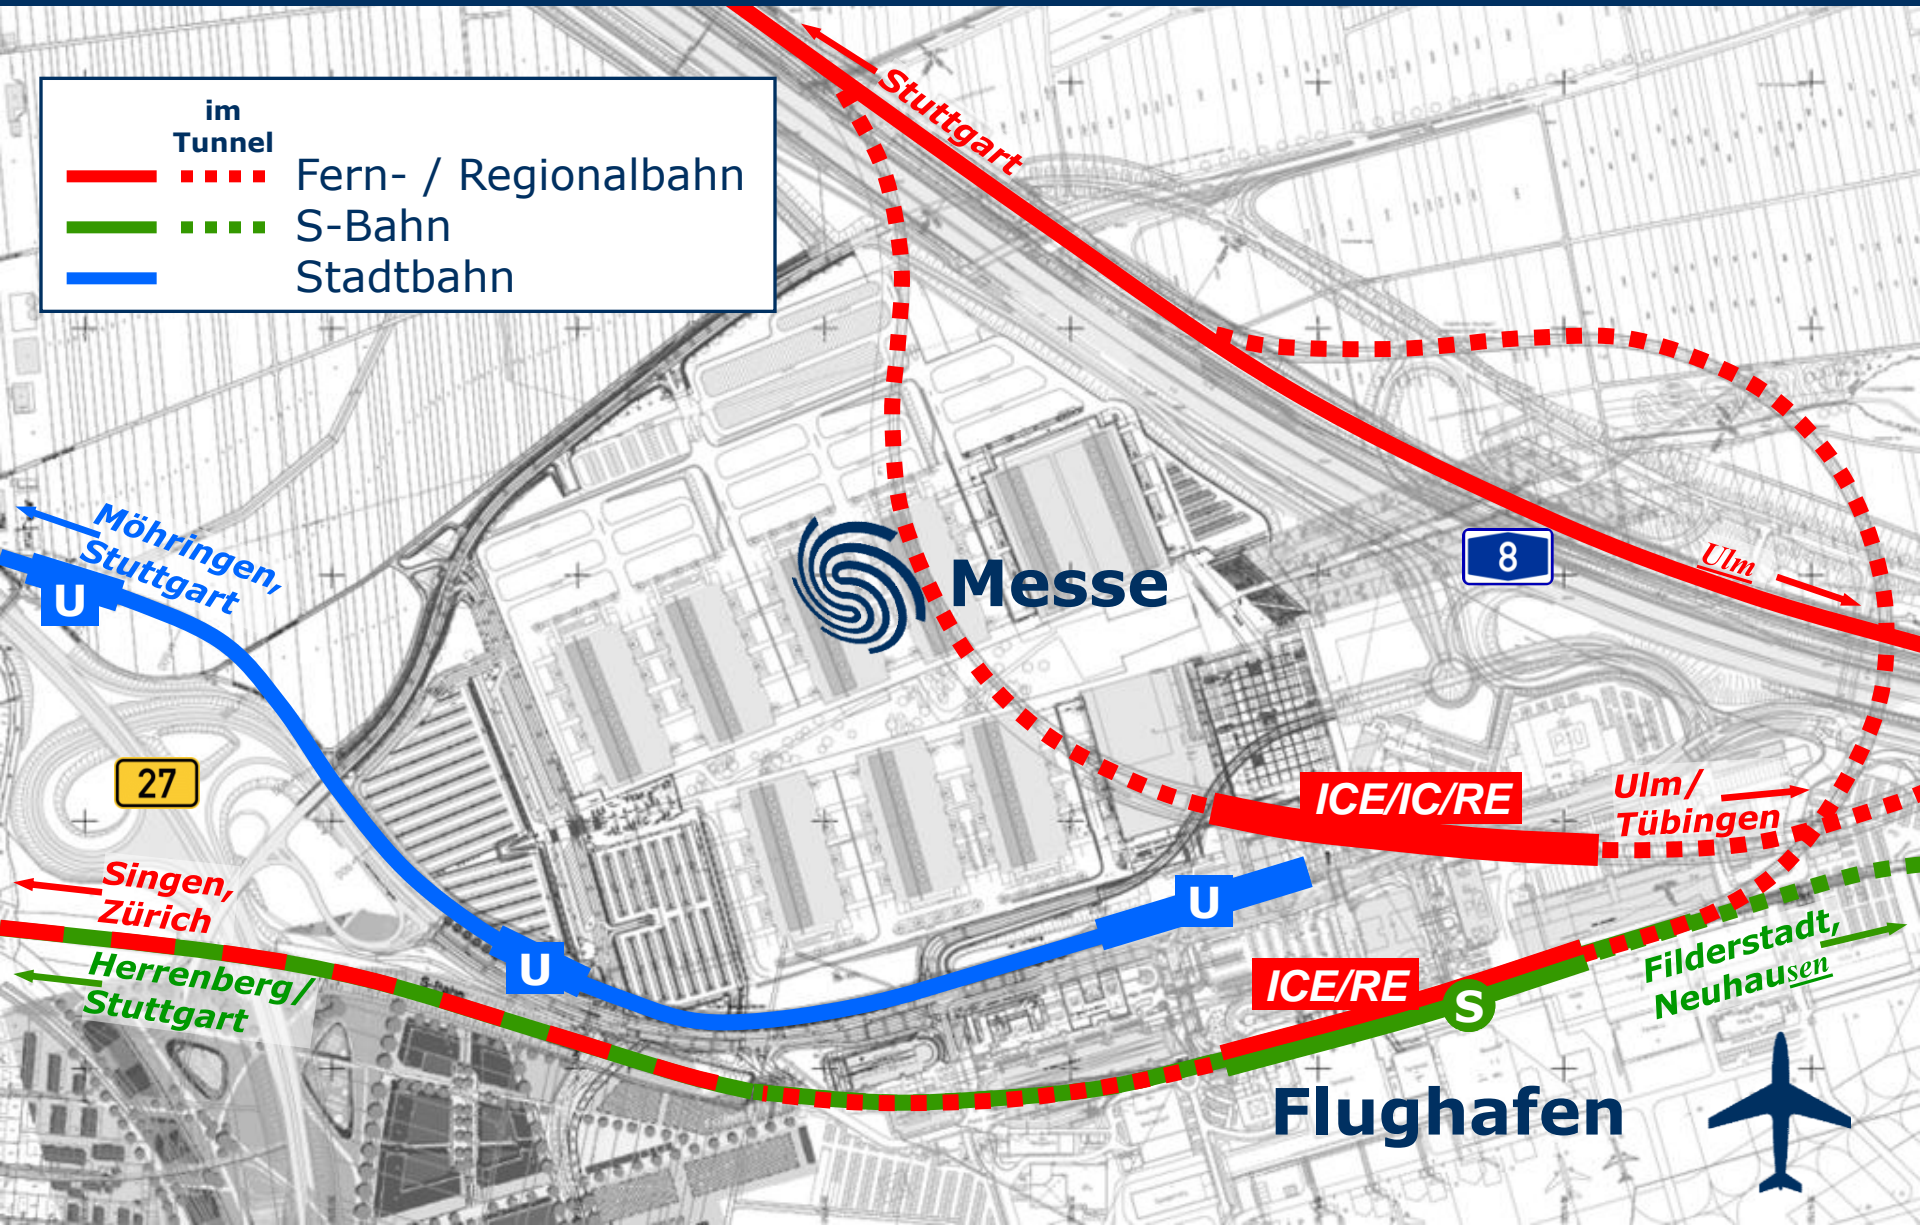 im
Tunnel
Fern- / Regionalbahn
S-Bahn
Stadtbahn
Stuttgart
Möhringen,
Stuttgart
U
Messe
8
Ulm
27
ICE/IC/RE
Ulm/
Tübingen
Singen,
Zürich
Herrenberg/
Stuttgart
U
U
ICE/RE
S
Filderstadt,
Neuhausen
Flughafen